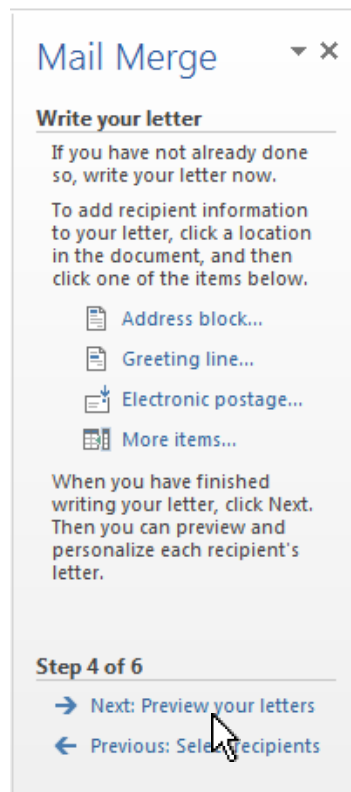 Mail Merge
Write your letter
If you have not already done
so, write your letter now.
To add recipient information
to your letter, click a location
in the document, and then
click one of the items below.
Address block...
Greeting line...
Electronic postage...
More items...
When you have finished
writing your letter, click Next.
Then you can preview and
personalize each recipient's
letter.
Step 4 of 6
Next: Preview your letters
Previous: Select recipients